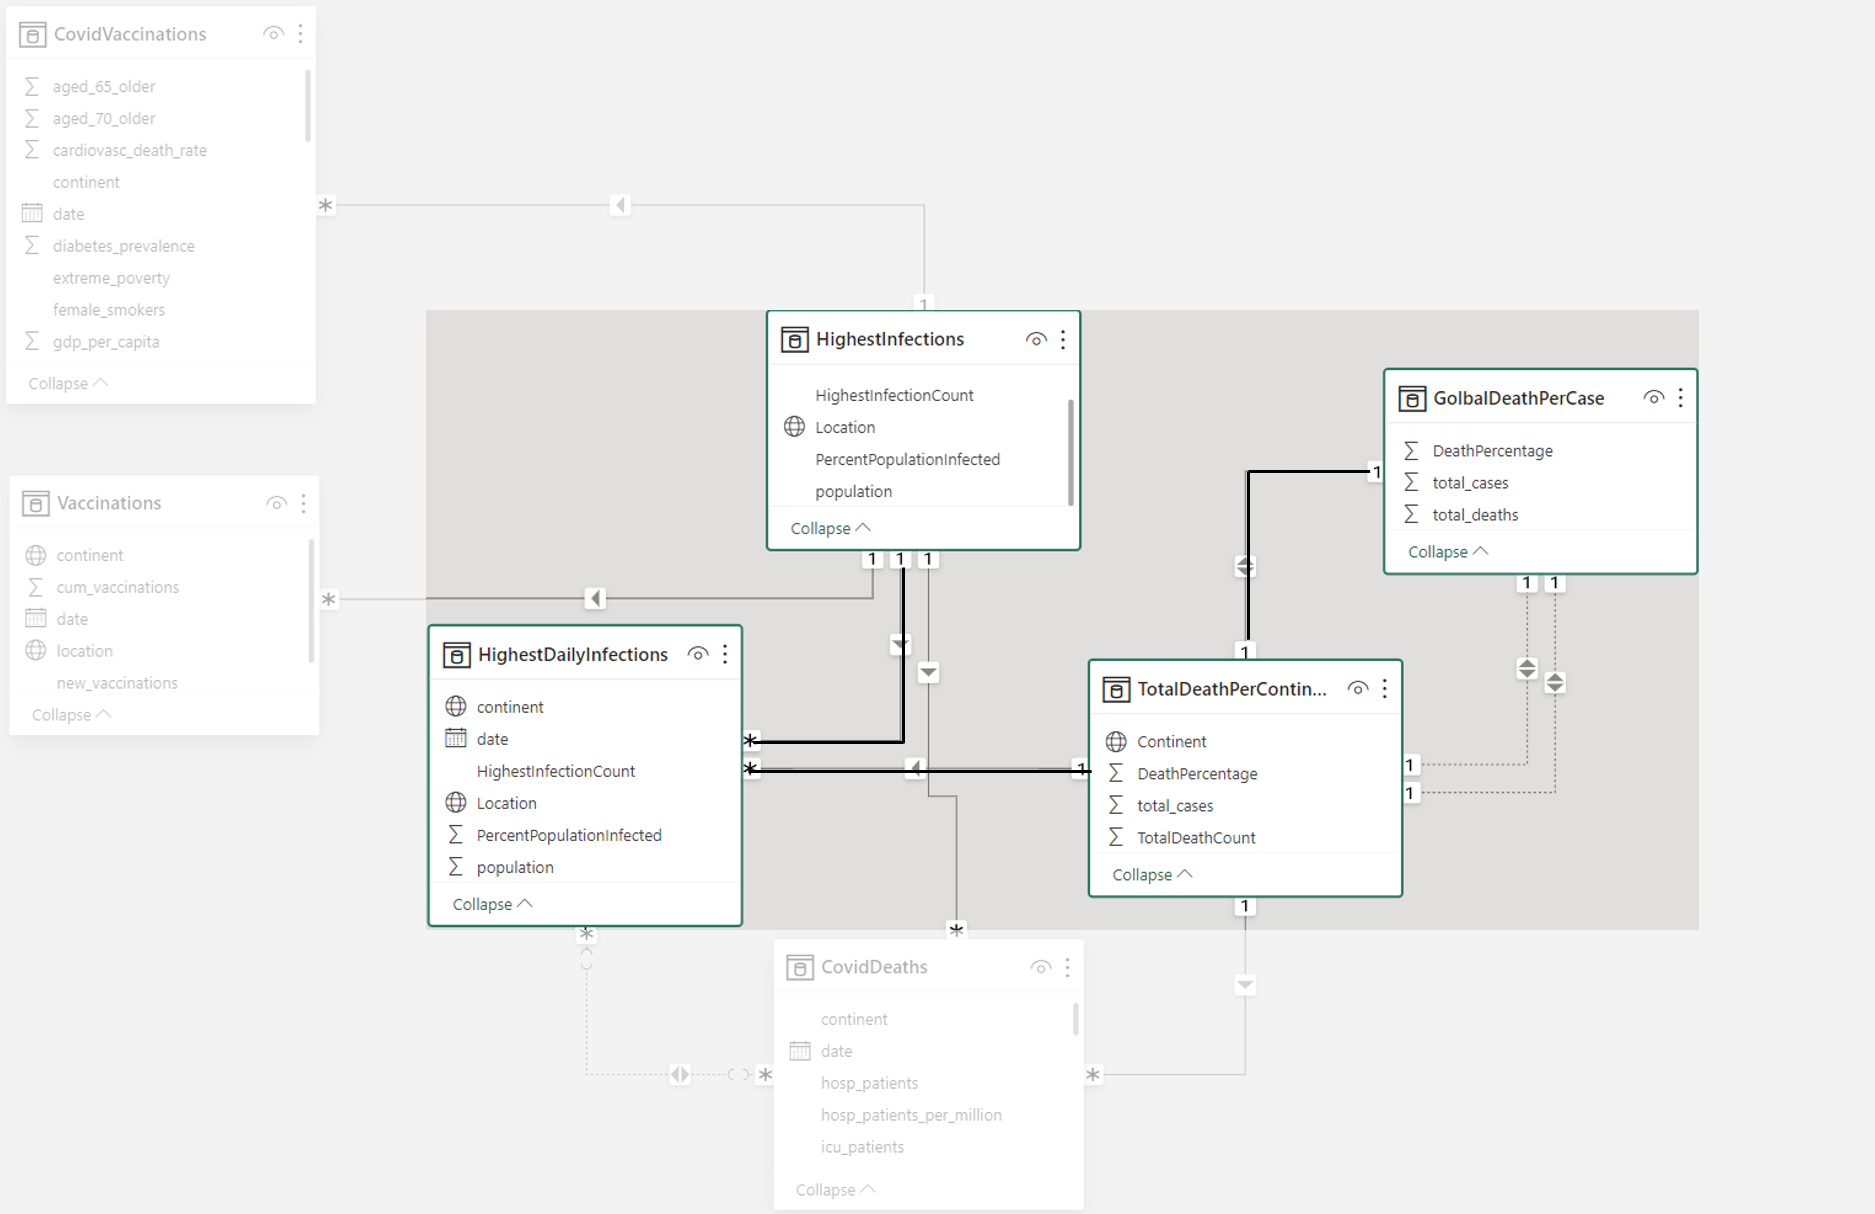 CovidVaccinations
aged_65_older
aged_70_older
cardiovasc_death_rate
continent
date
diabetes_prevalence
extreme_poverty
female_smokers
gdp_per_capita
Collapse
*
1
Vaccinations
continent
cum_vaccinations
date
location
new_vaccinations
Collapse
*
HighestInfections
HighestInfectionCount
Location
PercentPopulationInfected
population
Collapse
1 1 1
GolbalDeathPerCase
DeathPercentage
total_cases
total_deaths
Collapse
1
1 1
HighestDailyInfections
continent
date
HighestInfectionCount
Location
PercentPopulationInfected
population
Collapse
*
*
*
1
TotalDeathPerContin...
Continent
DeathPercentage
total_cases
TotalDeathCount
Collapse
1
1
1
1
*
CovidDeaths
continent
date
hosp_patients
hosp_patients_per_million
icu_patients
Collapse
*
*